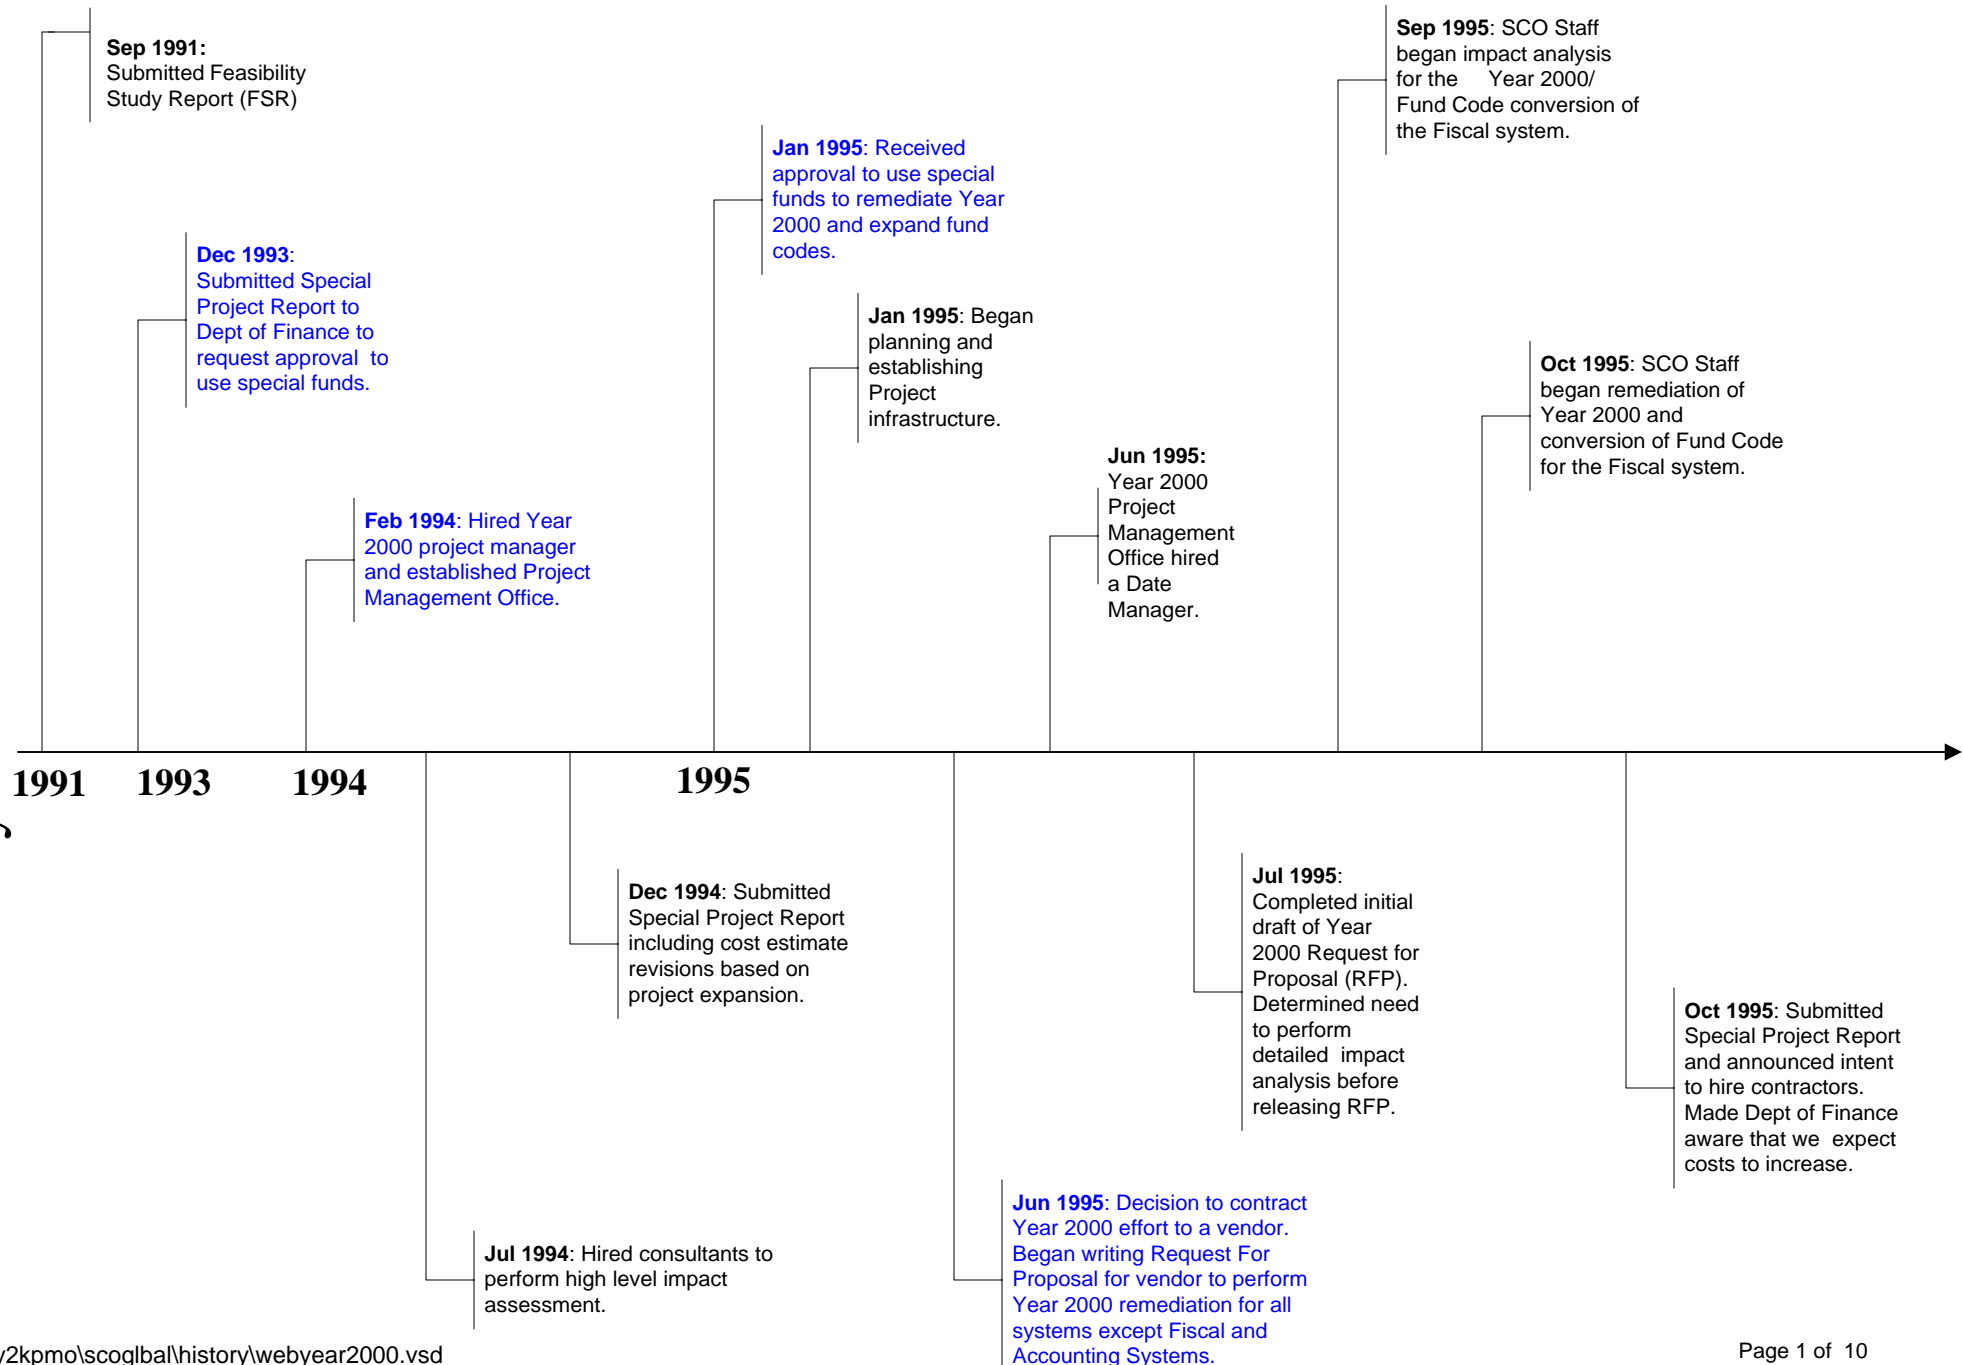 Sep 1991:
Submitted Feasibility
Study Report (FSR)
Dec 1993:
Submitted Special
Project Report to
Dept of Finance to
request approval to
use special funds.
Feb 1994: Hired Year
2000 project manager
and established Project
Management Office.
Jan 1995: Received
approval to use special
funds to remediate Year
2000 and expand fund
codes.
Jan 1995: Began
planning and
establishing
Project
infrastructure.
Jun 1995:
Year 2000
Project
Management
Office hired
a Date
Manager.
Sep 1995: SCO Staff
began impact analysis
for the Year 2000/
Fund Code conversion of
the Fiscal system.
Oct 1995: SCO Staff
began remediation of
Year 2000 and
conversion of Fund Code
for the Fiscal system.
1991 1993 1994 1995
Jul 1994: Hired consultants to
perform high level impact
assessment.
Dec 1994: Submitted
Special Project Report
including cost estimate
revisions based on
project expansion.
Jun 1995: Decision to contract
Year 2000 effort to a vendor.
Began writing Request For
Proposal for vendor to perform
Year 2000 remediation for all
systems except Fiscal and
Accounting Systems.
Jul 1995:
Completed initial
draft of Year
2000 Request for
Proposal (RFP).
Determined need
to perform
detailed impact
analysis before
releasing RFP.
Oct 1995: Submitted
Special Project Report
and announced intent
to hire contractors.
Made Dept of Finance
aware that we expect
costs to increase.
y2kpmo\scoglbal\history\webyear2000.vsd
Page 1 of 10